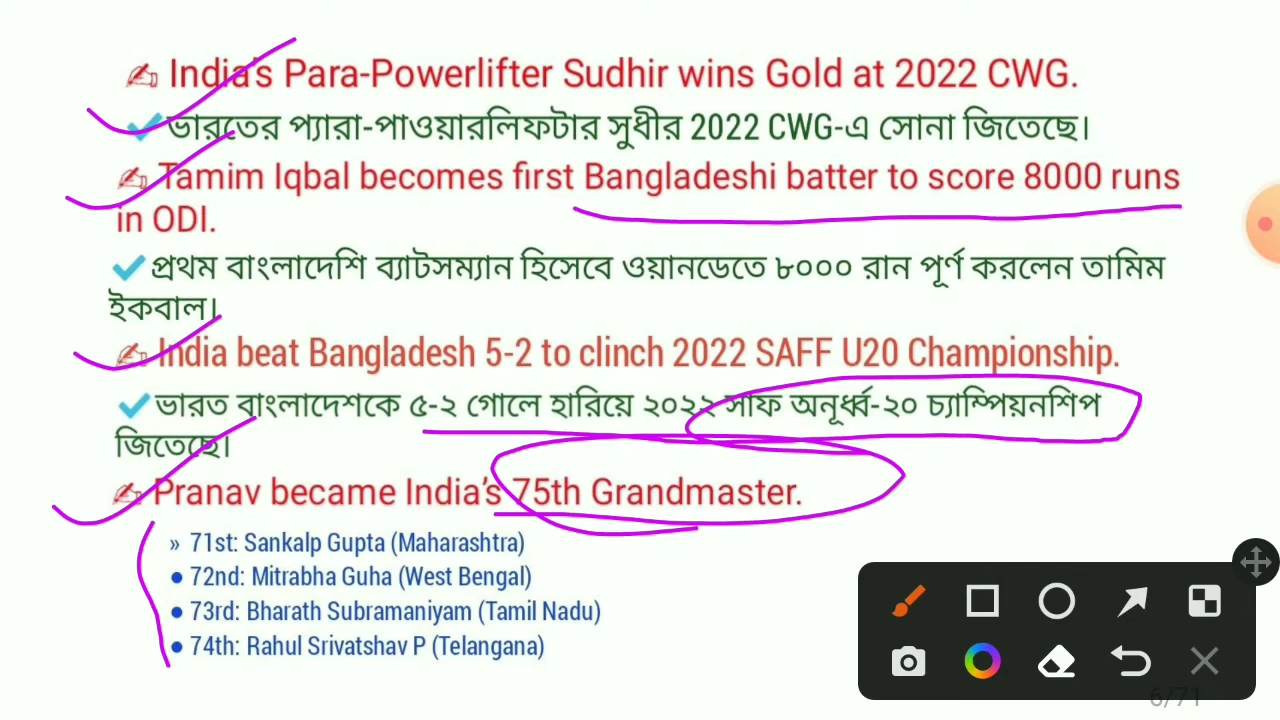 ✍ India's Para-Powerlifter Sudhir wins Gold at 2022 CWG.
✔ ভারতের প্যারা-পাওয়ারলিফটার সুধীর 2022 CWG-এ সোনা জিতেছে।
✍ Tamim Iqbal becomes first Bangladeshi batter to score 8000 runs
in ODI.
✔ প্রথম বাংলাদেশি ব্যাটসম্যান হিসেবে ওয়ানডেতে ৮০০০ রান পূর্ণ করলেন তামিম
ইকবাল।
✍ India beat Bangladesh 5-2 to clinch 2022 SAFF U20 Championship.
✔ ভারত বাংলাদেশকে ৫-২ গোলে হারিয়ে ২০২২ সাফ অনূর্ধ্ব-২০ চ্যাম্পিয়নশিপ
জিতেছে।
✍ Pranav became India's 75th Grandmaster.
» 71st: Sankalp Gupta (Maharashtra)
● 72nd: Mitrabha Guha (West Bengal)
● 73rd: Bharath Subramaniyam (Tamil Nadu)
● 74th: Rahul Srivatshav P (Telangana)
6/71